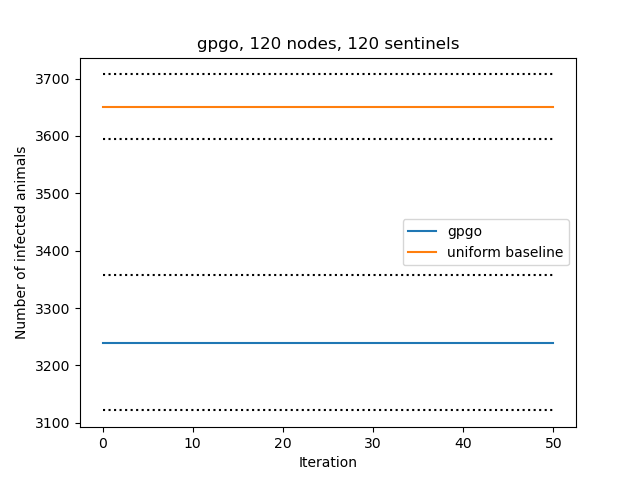 gpgo, 120 nodes, 120 sentinels
3700
3600
3500
3400
3300
3200
3100
Number of infected animals
gpgo
uniform baseline
0 10 20 30 40 50
Iteration